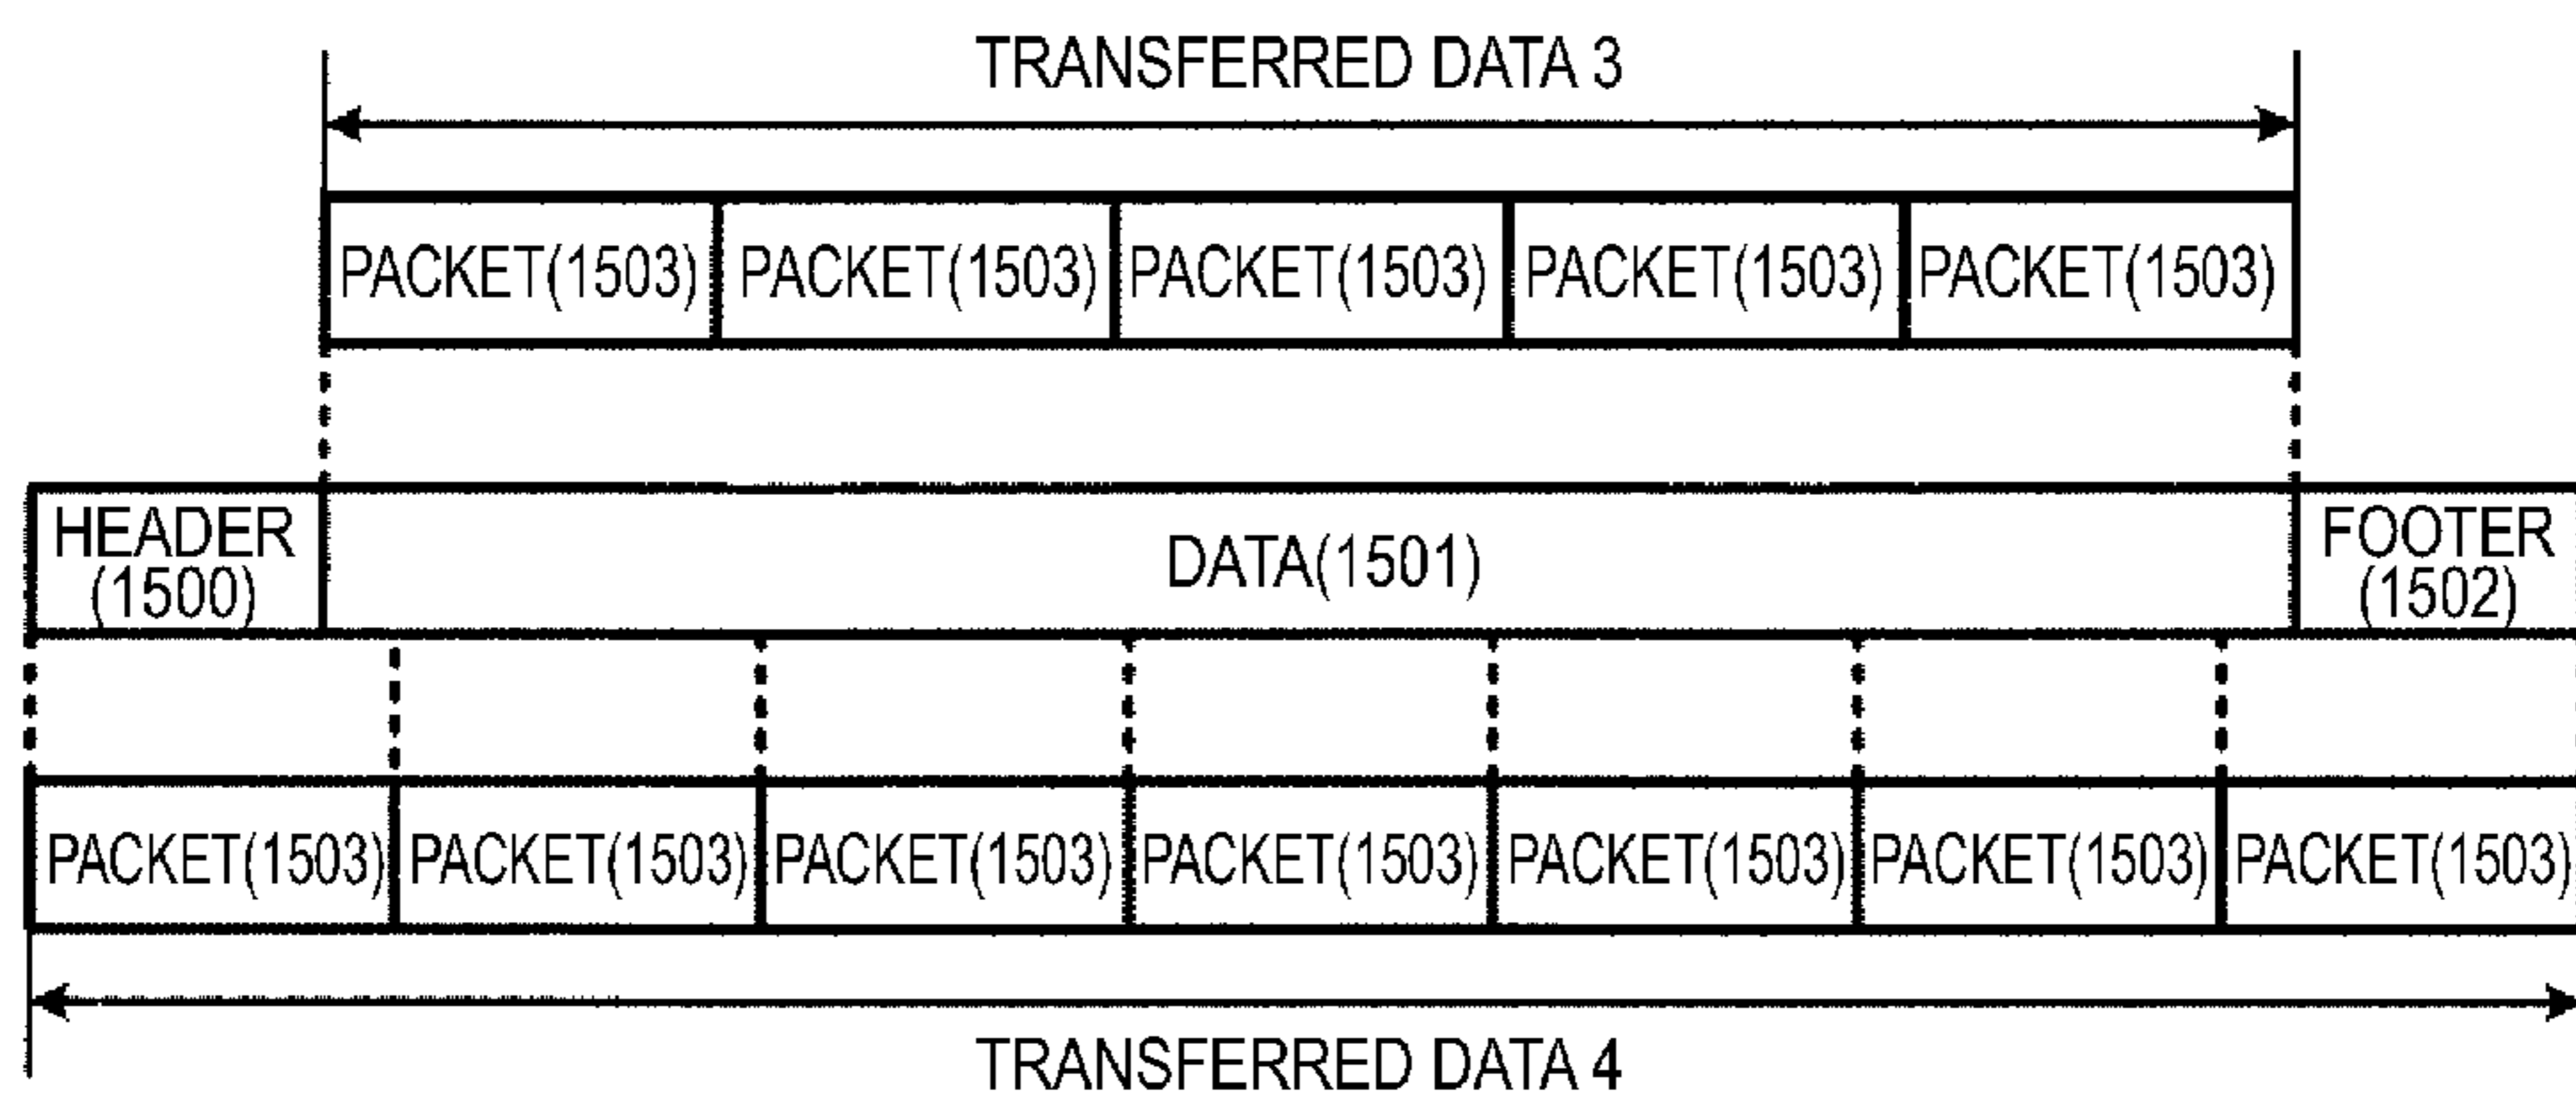 TRANSFERRED DATA 3
PACKET(1503) PACKET(1503) PACKET(1503) PACKET(1503) PACKET(1503)
HEADER
(1500)
DATA(1501)
FOOTER
(1502)
PACKET(1503) PACKET(1503) PACKET(1503) PACKET(1503) PACKET(1503) PACKET(1503) PACKET(1503)
TRANSFERRED DATA 4